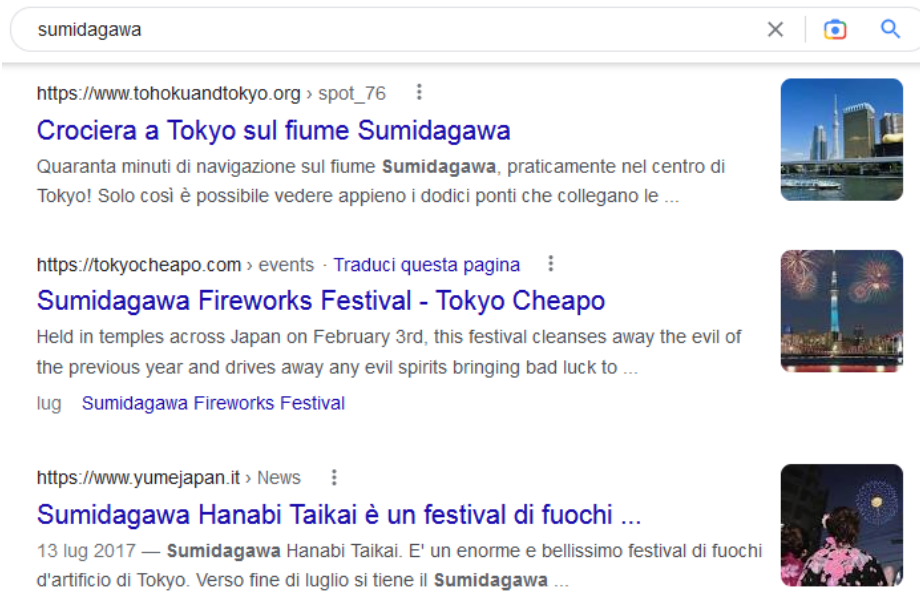 sumidagawa
https://www.tohokuandtokyo.org › spot_76
Crociera a Tokyo sul fiume Sumidagawa
Quaranta minuti di navigazione sul fiume Sumidagawa, praticamente nel centro di
Tokyo! Solo così è possibile vedere appieno i dodici ponti che collegano le ...
https://tokyocheapo.com › events · Traduci questa pagina
Sumidagawa Fireworks Festival - Tokyo Cheapo
Held in temples across Japan on February 3rd, this festival cleanses away the evil of
the previous year and drives away any evil spirits bringing bad luck to ...
lug Sumidagawa Fireworks Festival
https://www.yumejapan.it › News
Sumidagawa Hanabi Taikai è un festival di fuochi ...
13 lug 2017 — Sumidagawa Hanabi Taikai. E' un enorme e bellissimo festival di fuochi
d'artificio di Tokyo. Verso fine di luglio si tiene il Sumidagawa ...